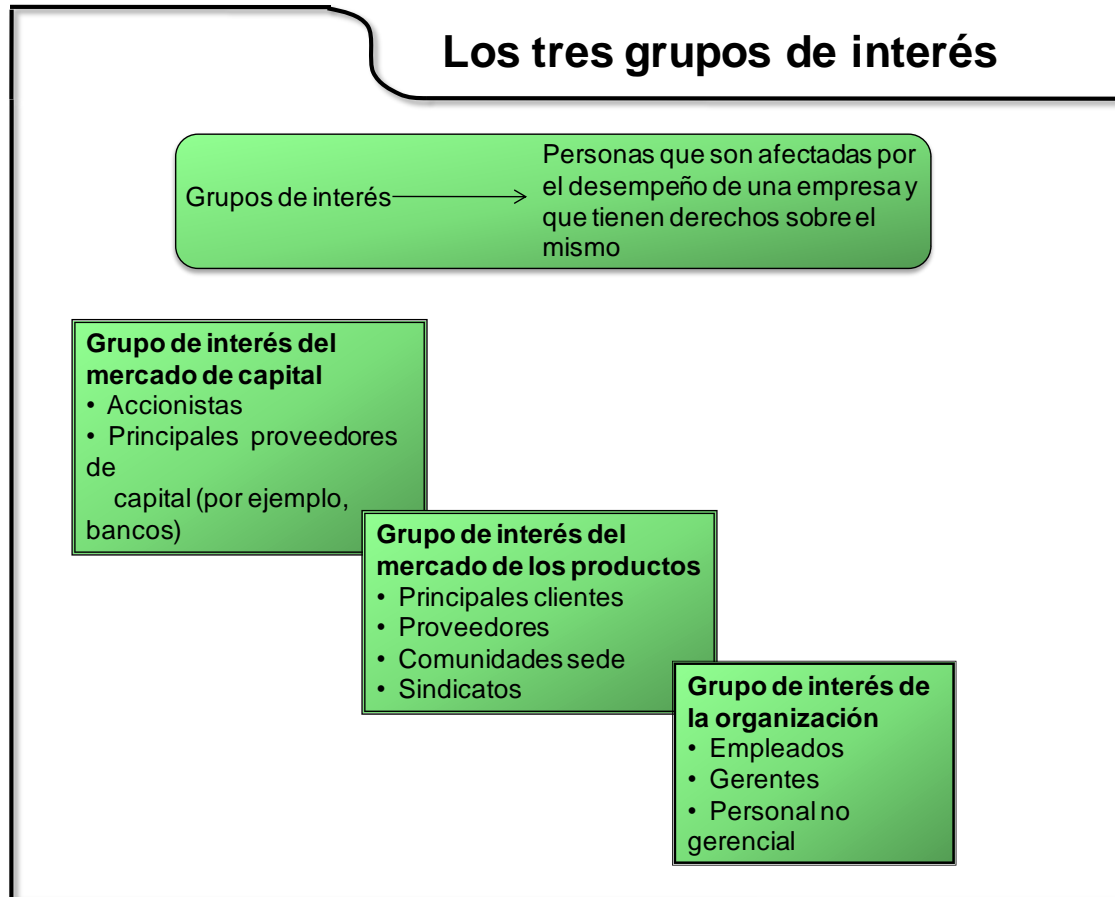 Los tres grupos de interés
Grupos de interés
Personas que son afectadas por
el desempeño de una empresa y
que tienen derechos sobre el
mismo
Grupo de interés del
mercado de capital
• Accionistas
• Principales proveedores
de
capital (por ejemplo,
bancos)
Grupo de interés del
mercado de los productos
• Principales clientes
• Proveedores
• Comunidades sede
• Sindicatos
Grupo de interés de
la organización
• Empleados
• Gerentes
• Personal no
gerencial